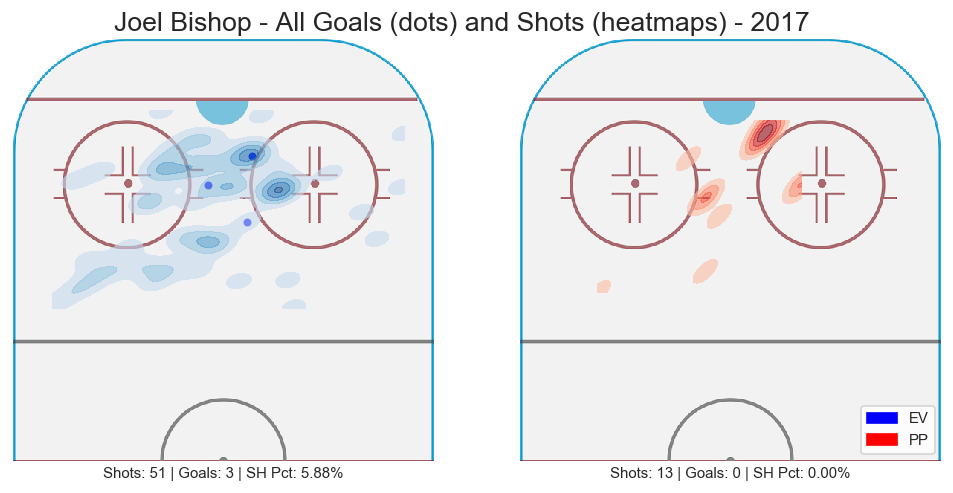 Joel Bishop - All Goals (dots) and Shots (heatmaps) - 2017
EV
PP
Shots: 51 | Goals: 3 | SH Pct: 5.88%
Shots: 13 | Goals: 0 | SH Pct: 0.00%